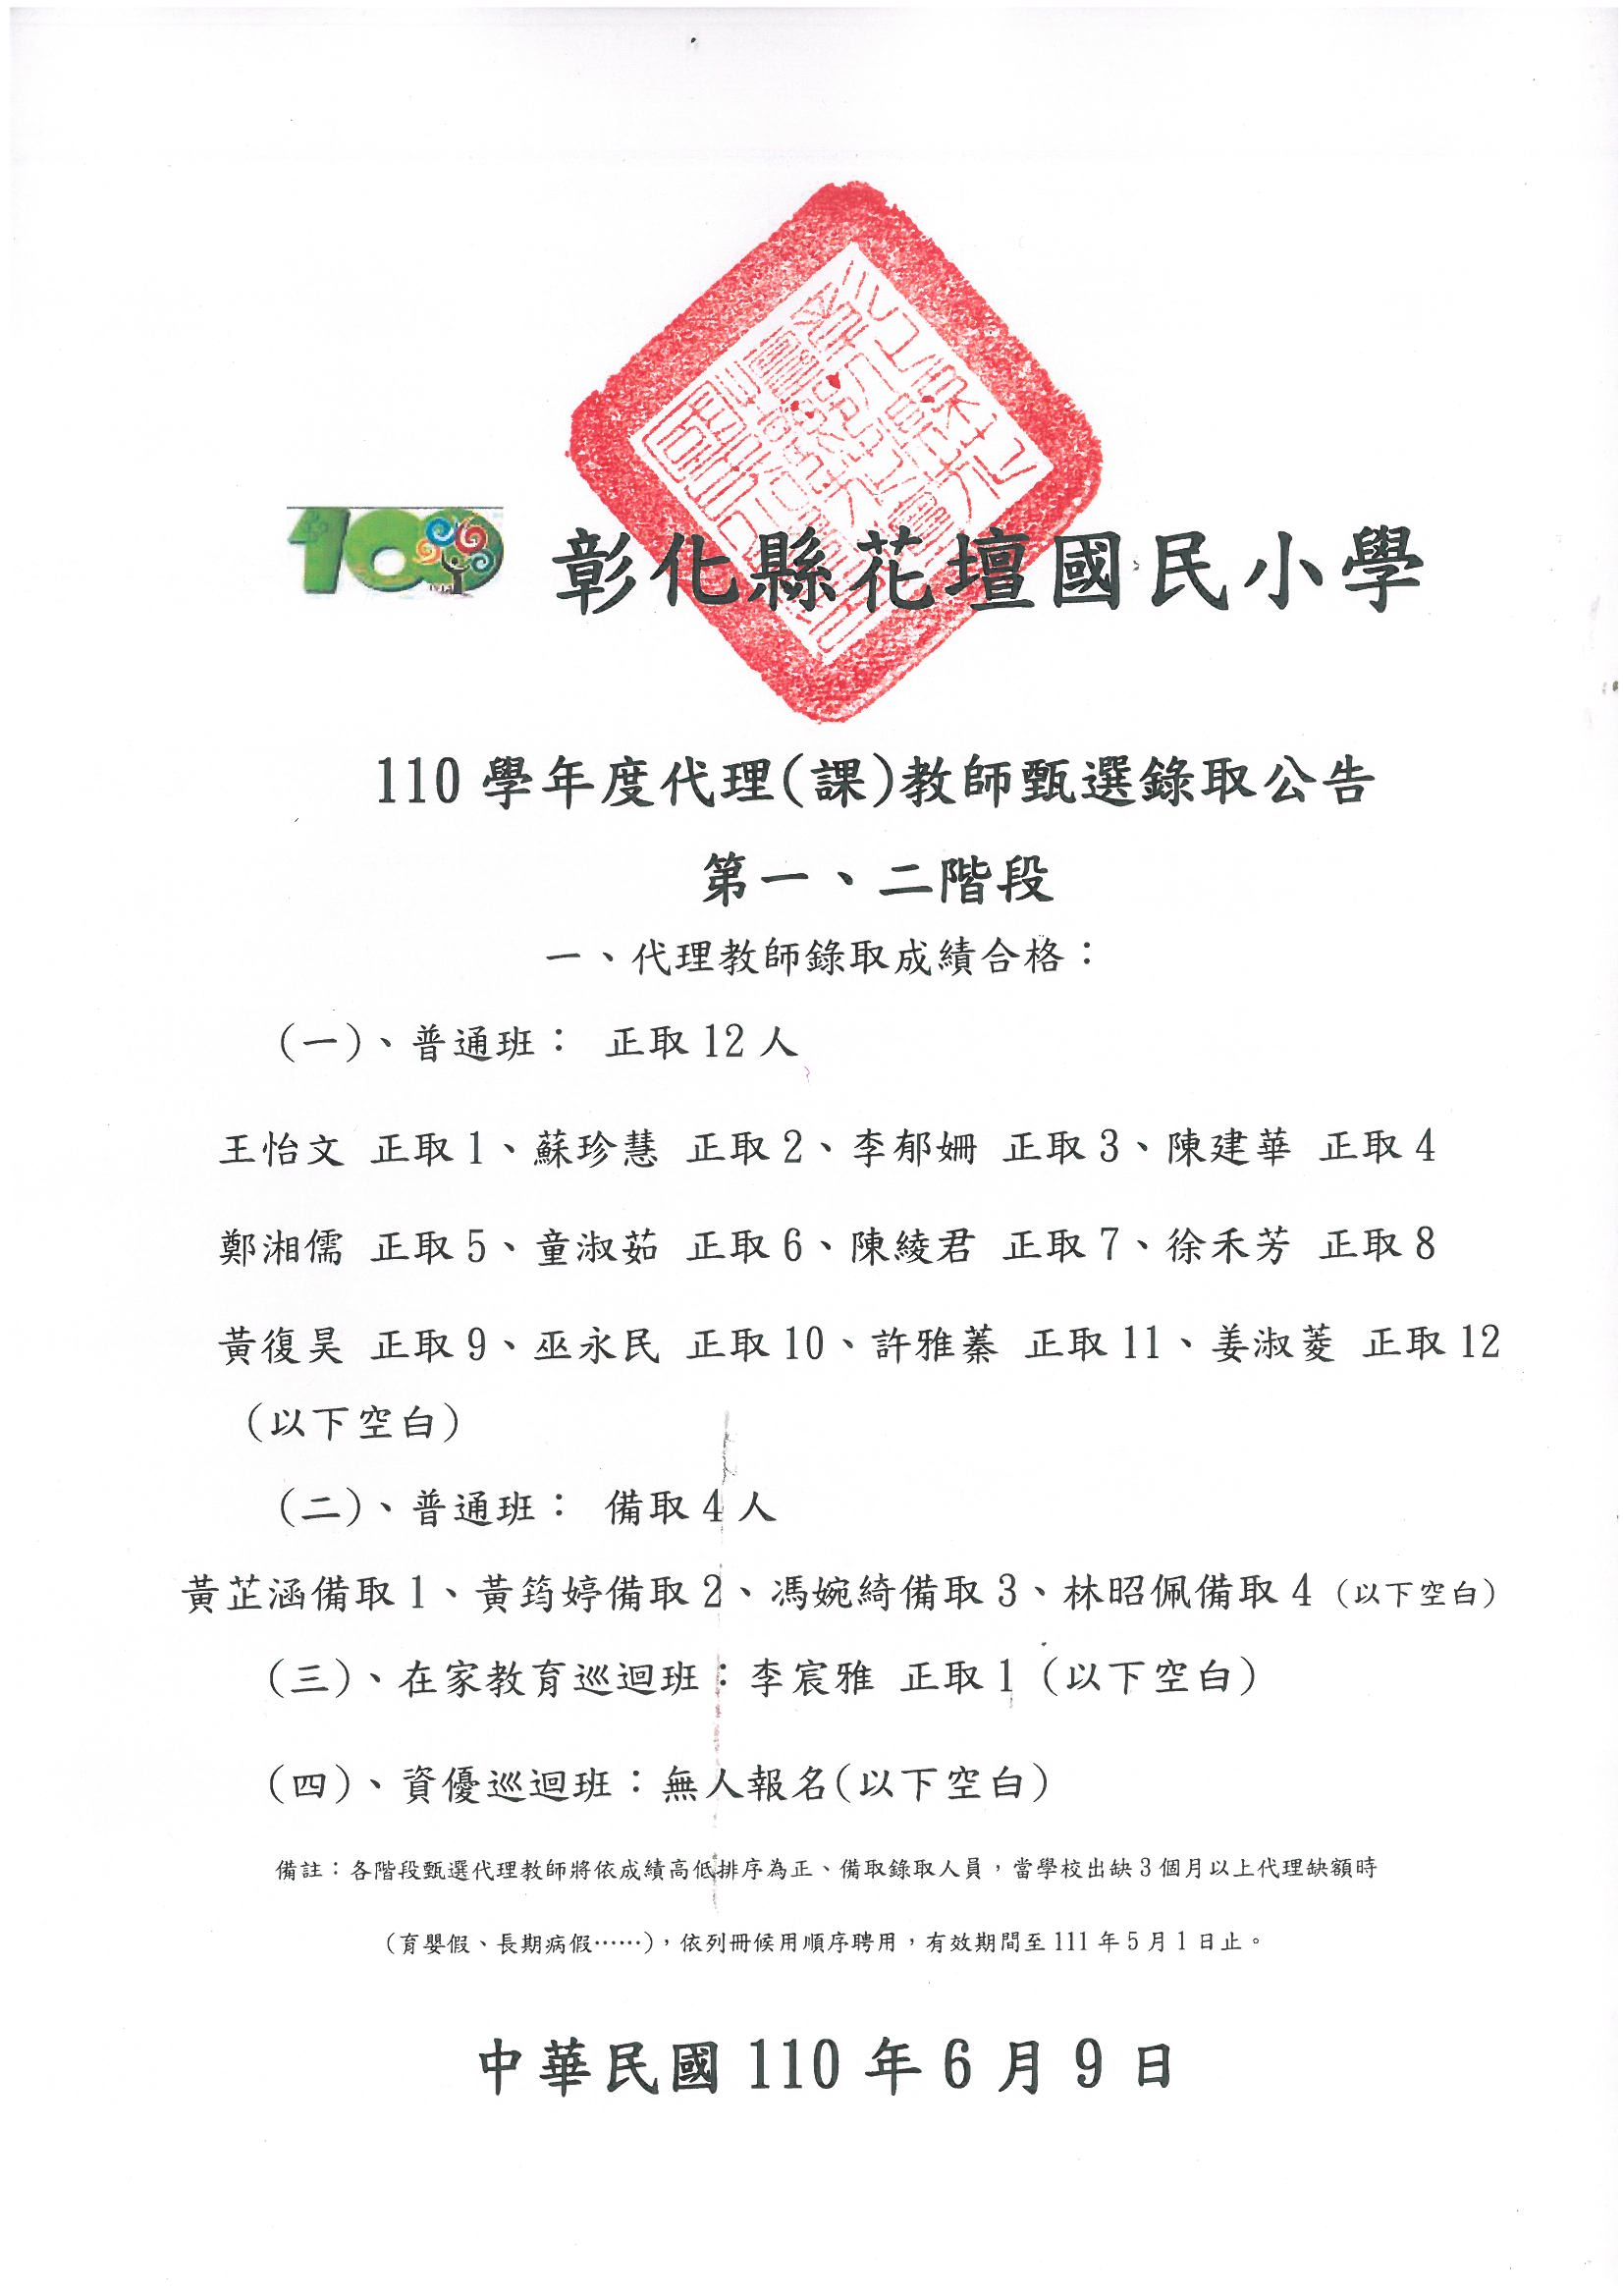 100
彰化縣花壇國民小學
110 學年度代理(課)教師甄選錄取公告
第一、二階段
一、代理教師錄取成績合格：
(一)、普通班： 正取 12 人
王怡文 正取 1、蘇珍慧 正取 2、李郁姍 正取 3、陳建華 正取 4
鄭湘儒 正取 5、童淑茹 正取 6、陳綾君 正取 7、徐禾芳 正取 8
黃復昊 正取 9、巫永民 正取 10、許雅蓁 正取 11、姜淑菱 正取 12
(以下空白)
(二)、普通班： 備取 4 人
黃芷涵備取 1、黃筠婷備取 2、馮婉綺備取 3、林昭佩備取 4 (以下空白)
(三)、在家教育巡迴班：李宸雅 正取 1 (以下空白)
(四)、資優巡迴班：無人報名(以下空白)
備註：各階段甄選代理教師將依成績高低排序為正、備取錄取人員，當學校出缺 3 個月以上代理缺額時
(育嬰假、長期病假……)，依列冊候用順序聘用，有效期間至 111 年 5 月 1 日止。
中華民國 110 年 6 月 9 日